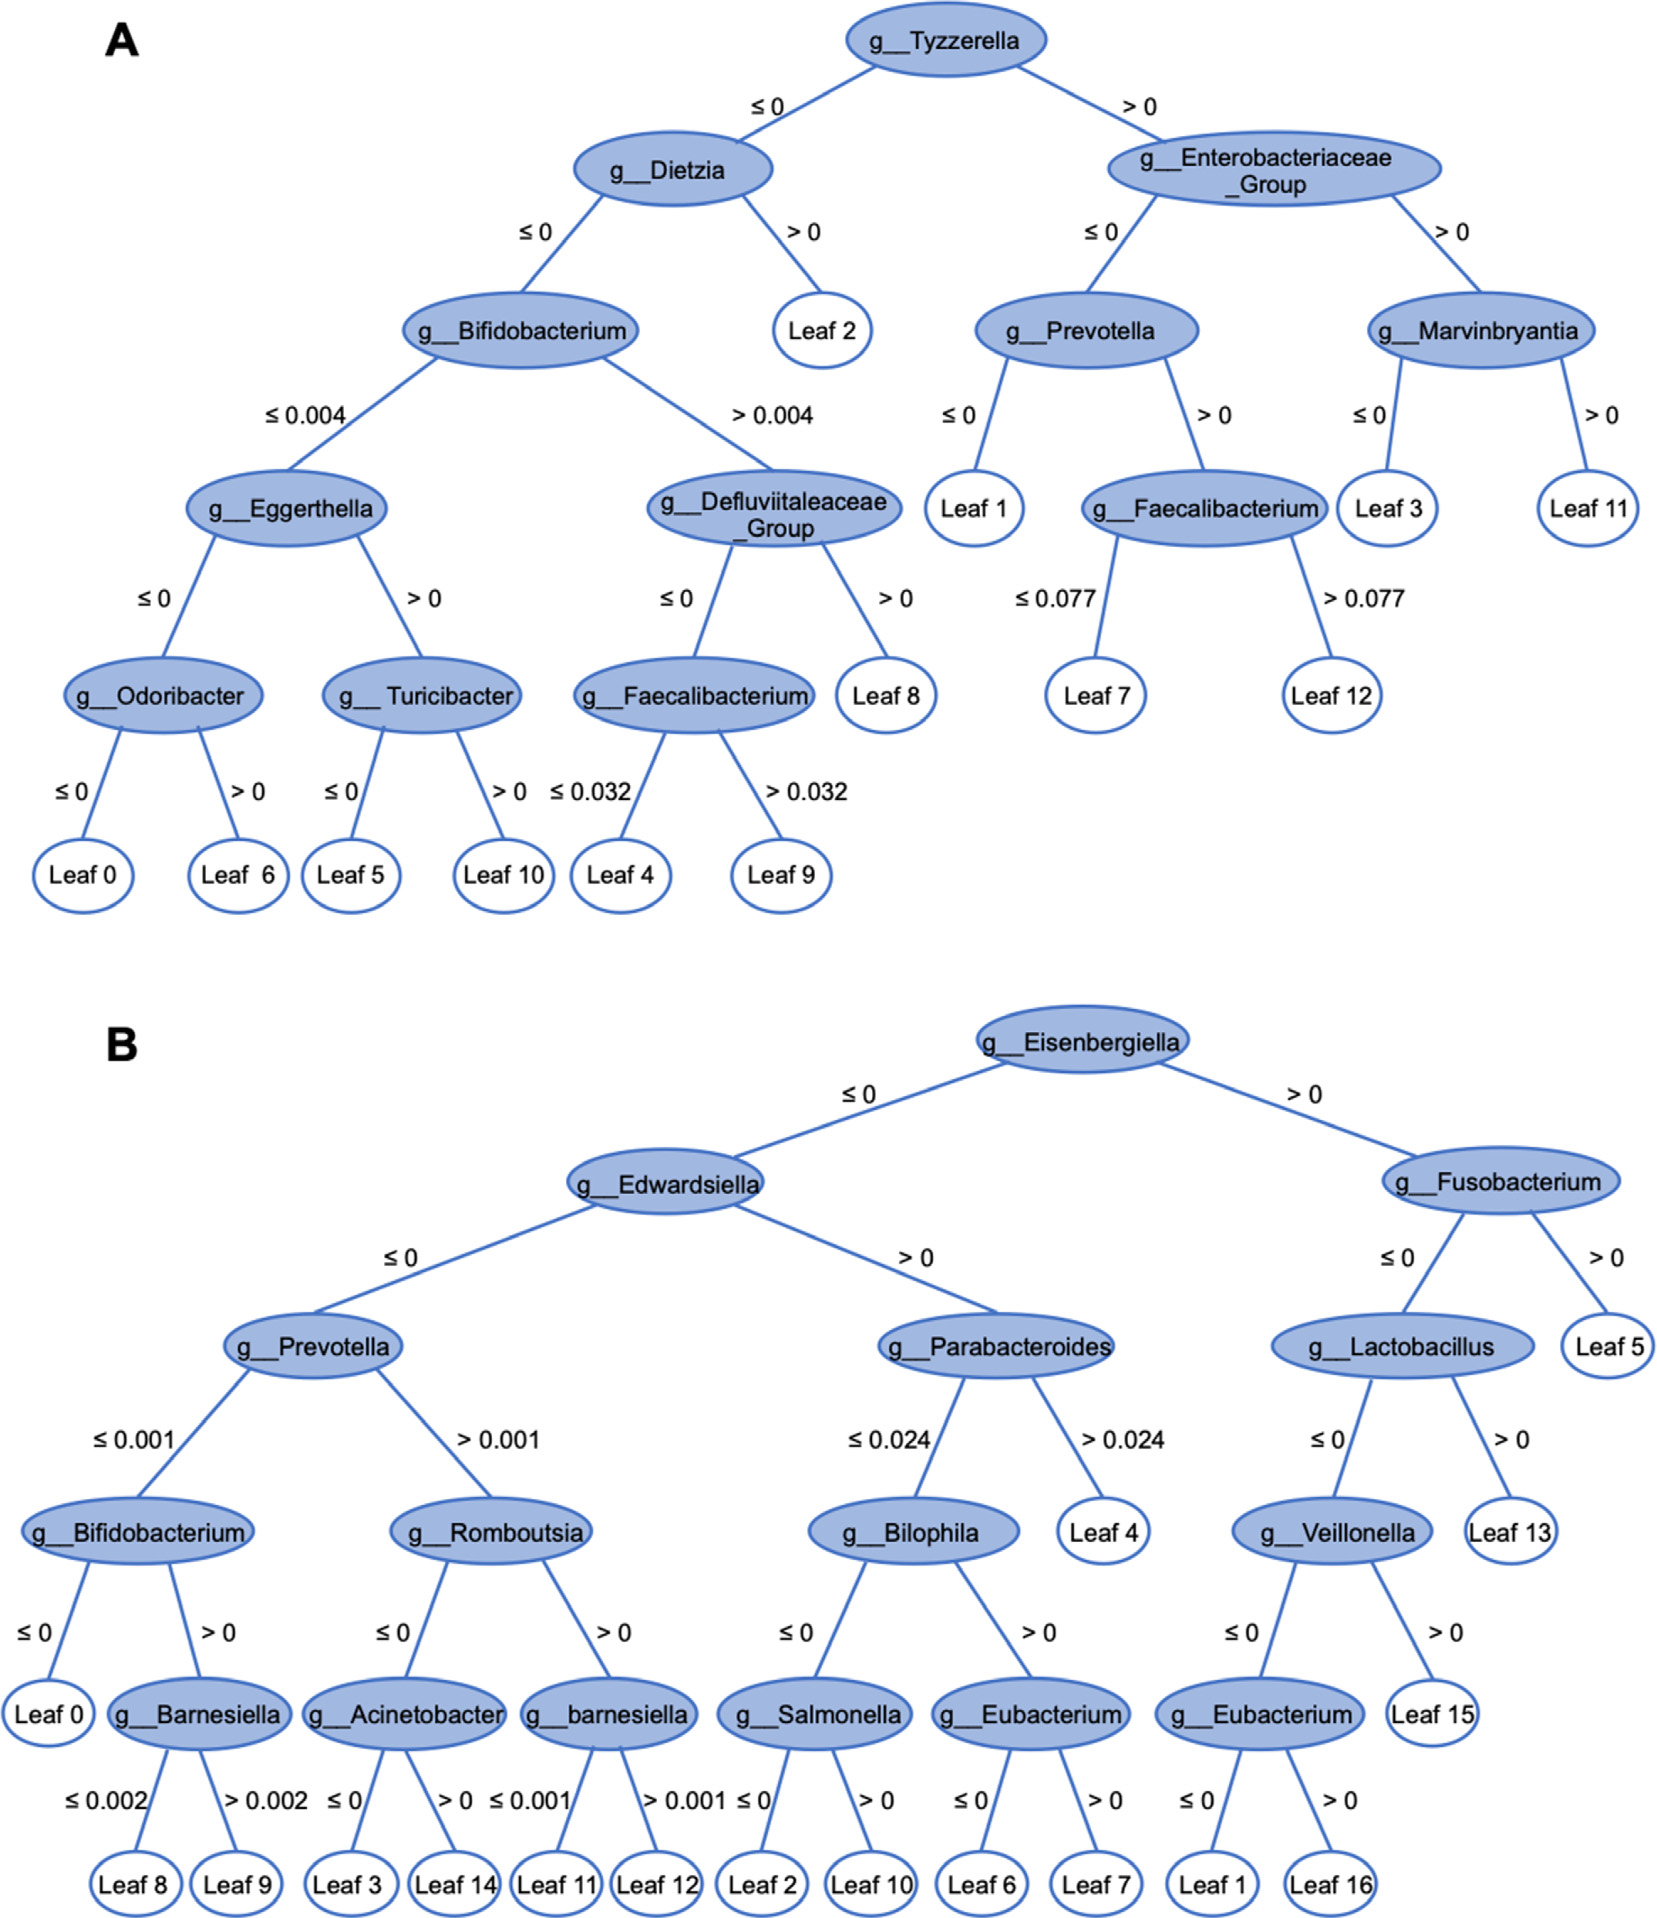 A
g__Tyzzerella
≤ 0
> 0
g__Dietzia
g__Enterobacteriaceae
_Group
≤ 0
> 0
≤ 0
> 0
g__Bifidobacterium
Leaf 2
g__Prevotella
g__Marvinbryantia
≤ 0.004
> 0.004
≤ 0
> 0
≤ 0
> 0
g__Eggerthella
g__Defluviitaleaceae
_Group
Leaf 1
g__Faecalibacterium
Leaf 3
Leaf 11
≤ 0
> 0
≤ 0
> 0
≤ 0.077
> 0.077
g__Odoribacter
g__ Turicibacter
g__Faecalibacterium
Leaf 8
Leaf 7
Leaf 12
≤ 0
> 0
≤ 0
> 0
≤ 0.032
> 0.032
Leaf 0
Leaf 6
Leaf 5
Leaf 10
Leaf 4
Leaf 9
B
g__Eisenbergiella
≤ 0
> 0
g__Edwardsiella
g__Fusobacterium
≤ 0
> 0
≤ 0
> 0
g__Prevotella
g__Parabacteroides
g__Lactobacillus
Leaf 5
≤ 0.001
> 0.001
≤ 0.024
> 0.024
≤ 0
> 0
g__Bifidobacterium
g__Romboutsia
g__Bilophila
Leaf 4
g__Veillonella
Leaf 13
≤ 0
> 0
≤ 0
> 0
≤ 0
> 0
≤ 0
> 0
Leaf 0
g__Barnesiella
g__Acinetobacter
g__barnesiella
g__Salmonella
g__Eubacterium
g__Eubacterium
Leaf 15
≤ 0.002
> 0.002
≤ 0
> 0
≤ 0.001
> 0.001
≤ 0
> 0
≤ 0
> 0
≤ 0
> 0
Leaf 8
Leaf 9
Leaf 3
Leaf 14
Leaf 11
Leaf 12
Leaf 2
Leaf 10
Leaf 6
Leaf 7
Leaf 1
Leaf 16